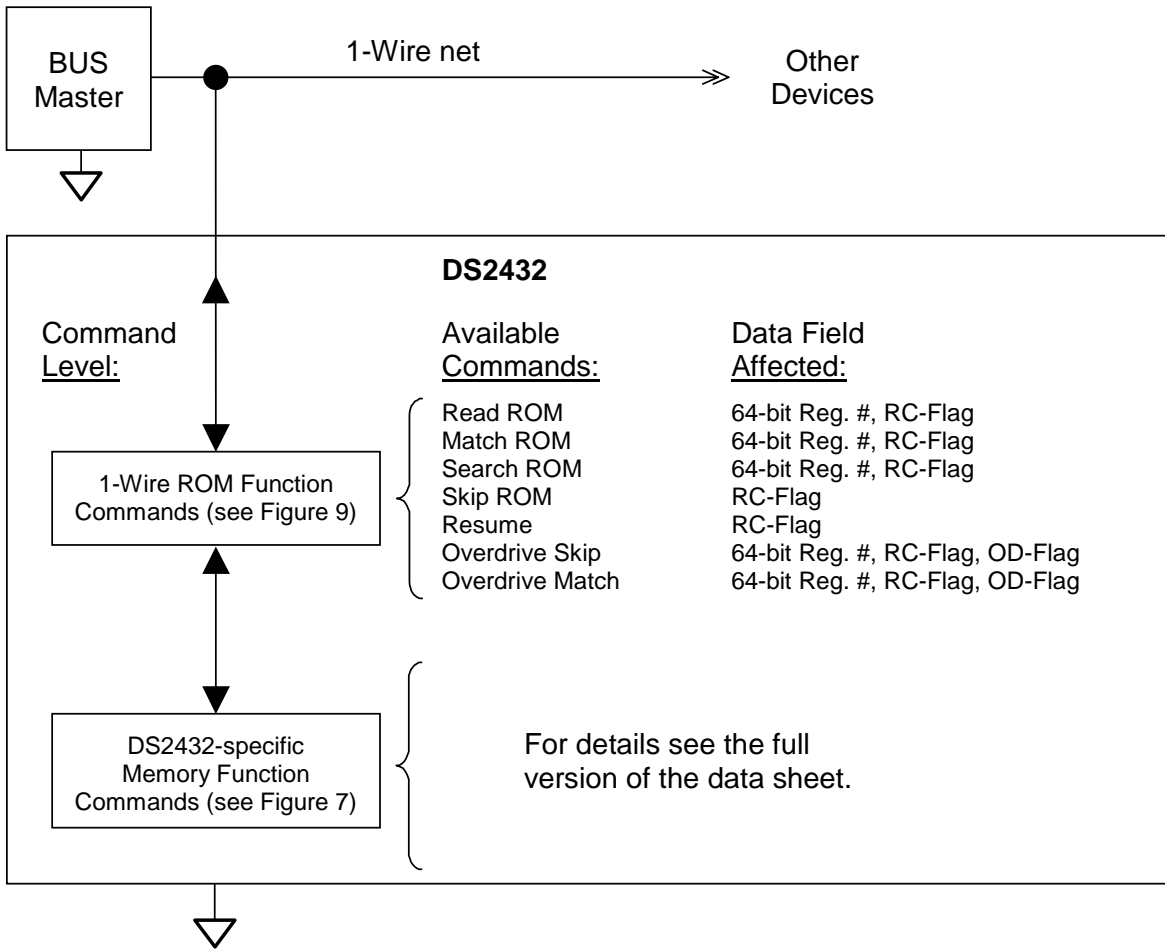 BUS
Master
1-Wire net
Other
Devices
DS2432
Command
Level:
Available
Commands:
Data Field
Affected:
Read ROM 64-bit Reg. #, RC-Flag
Match ROM 64-bit Reg. #, RC-Flag
Search ROM 64-bit Reg. #, RC-Flag
Skip ROM RC-Flag
Resume RC-Flag
Overdrive Skip 64-bit Reg. #, RC-Flag, OD-Flag
Overdrive Match 64-bit Reg. #, RC-Flag, OD-Flag
1-Wire ROM Function
Commands (see Figure 9)
DS2432-specific
Memory Function
Commands (see Figure 7)
For details see the full
version of the data sheet.